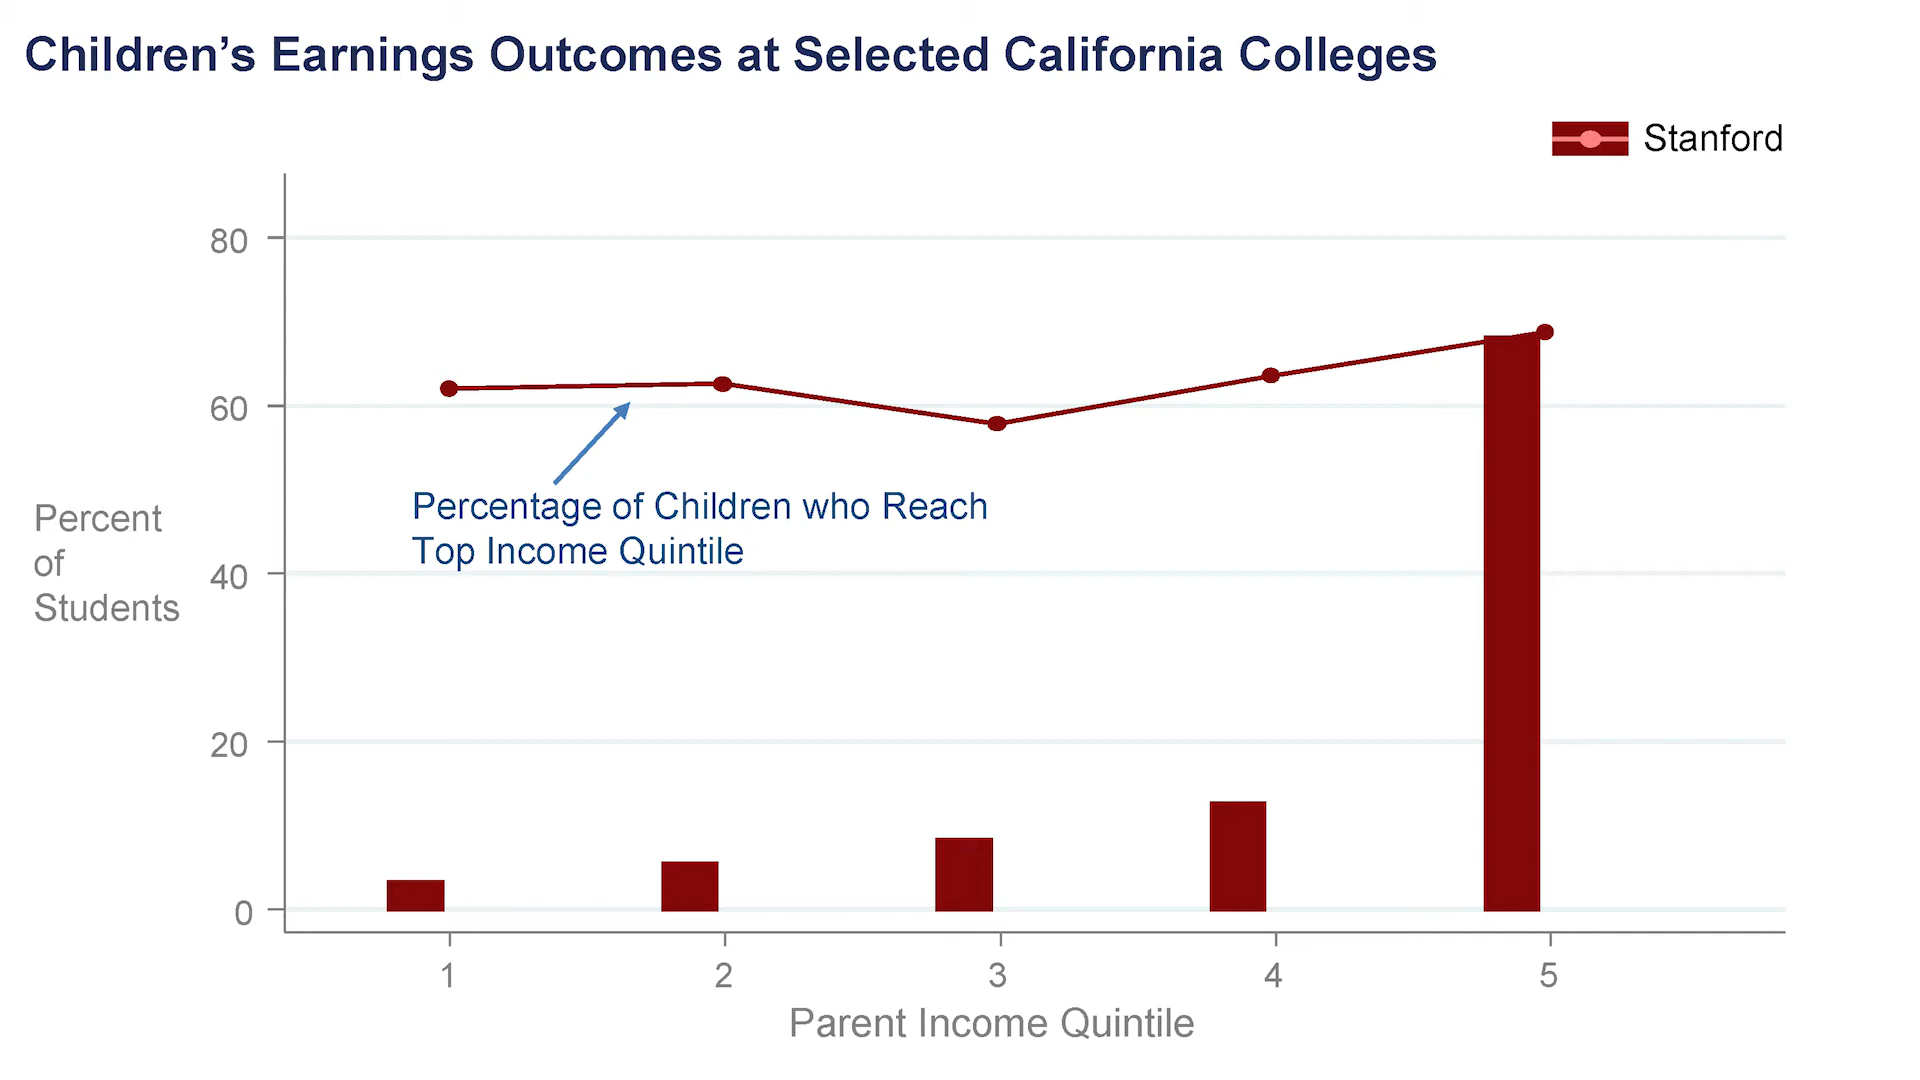 Children’s Earnings Outcomes at Selected California Colleges
Stanford
80
60
40
20
0
Percent
of
Students
Percentage of Children who Reach
Top Income Quintile
1
2
3
4
5
Parent Income Quintile